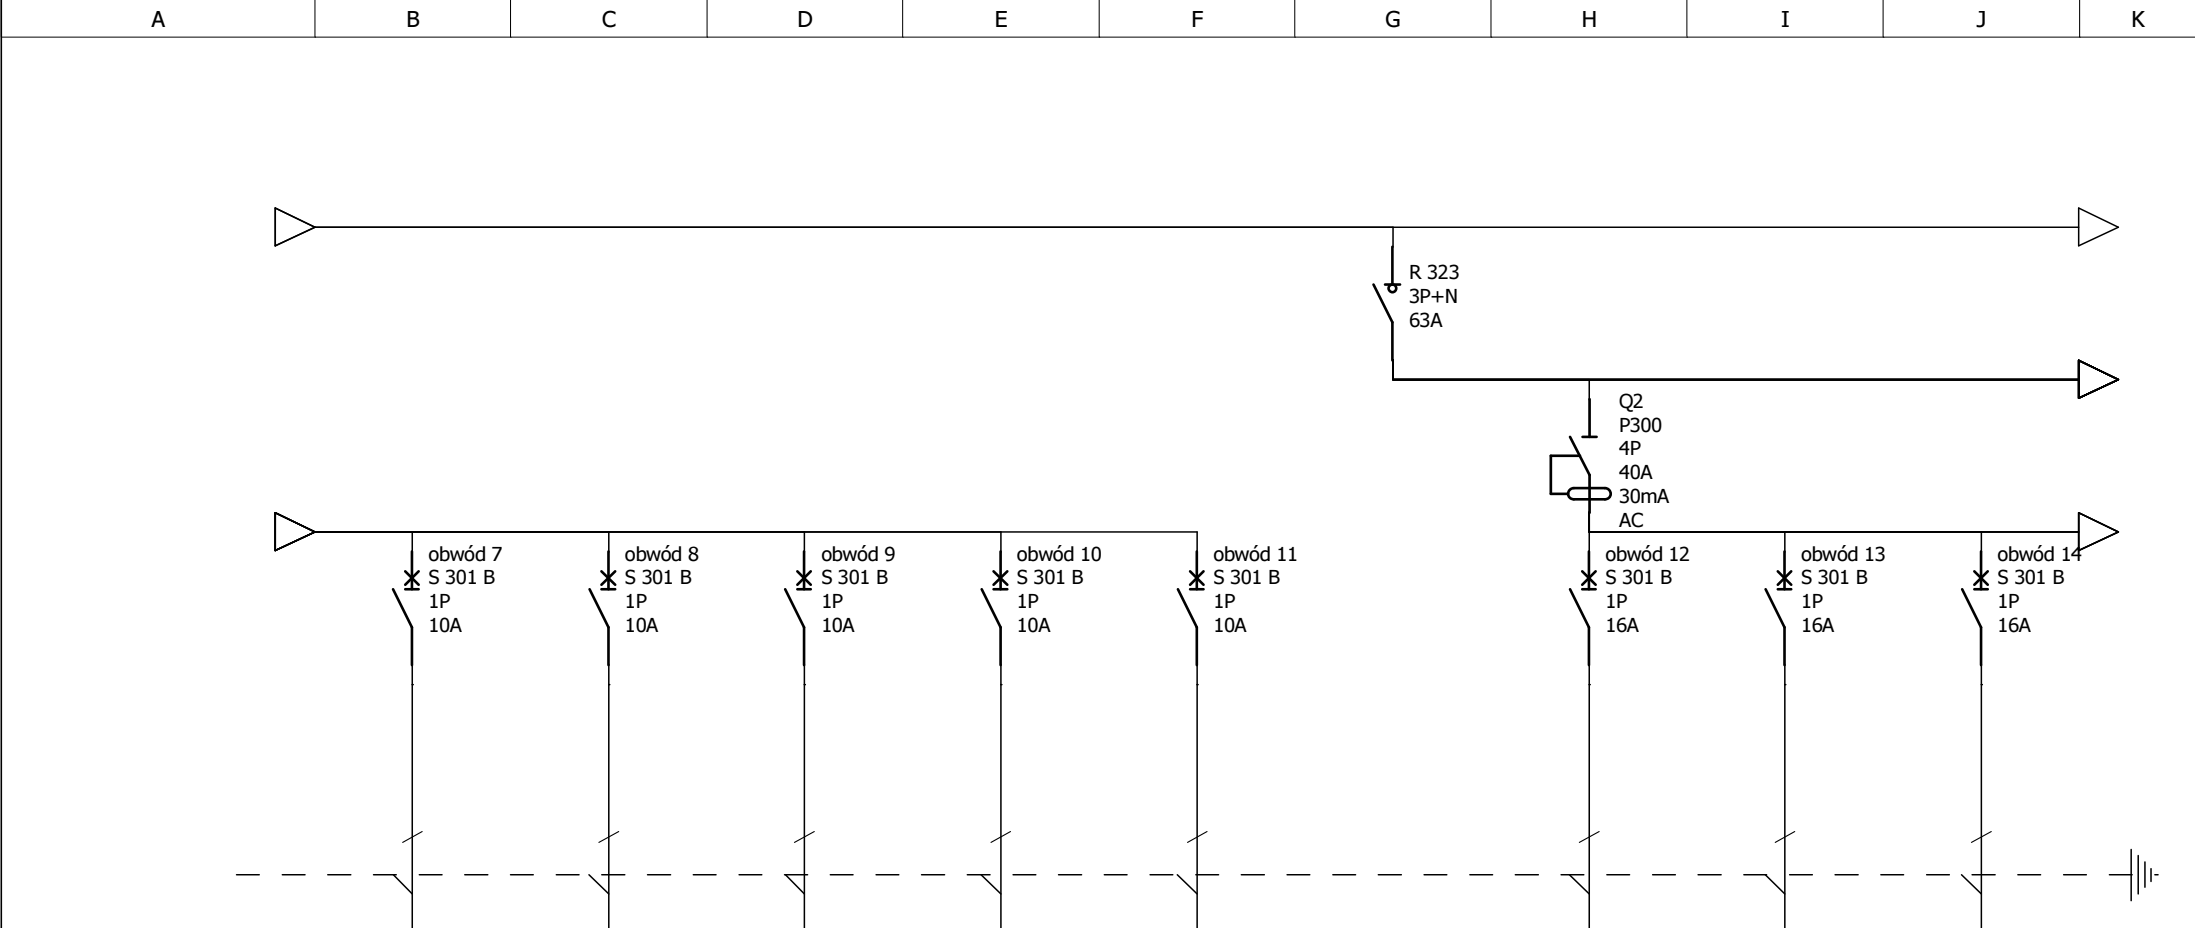 A
B
C
D
E
F
G
H
I
J
K
R 323
3P+N
63A
Q2
P300
4P
40A
30mA
AC
obwód 7
S 301 B
1P
10A
obwód 8
S 301 B
1P
10A
obwód 9
S 301 B
1P
10A
obwód 10
S 301 B
1P
10A
obwód 11
S 301 B
1P
10A
obwód 12
S 301 B
1P
16A
obwód 13
S 301 B
1P
16A
obwód 14
S 301 B
1P
16A